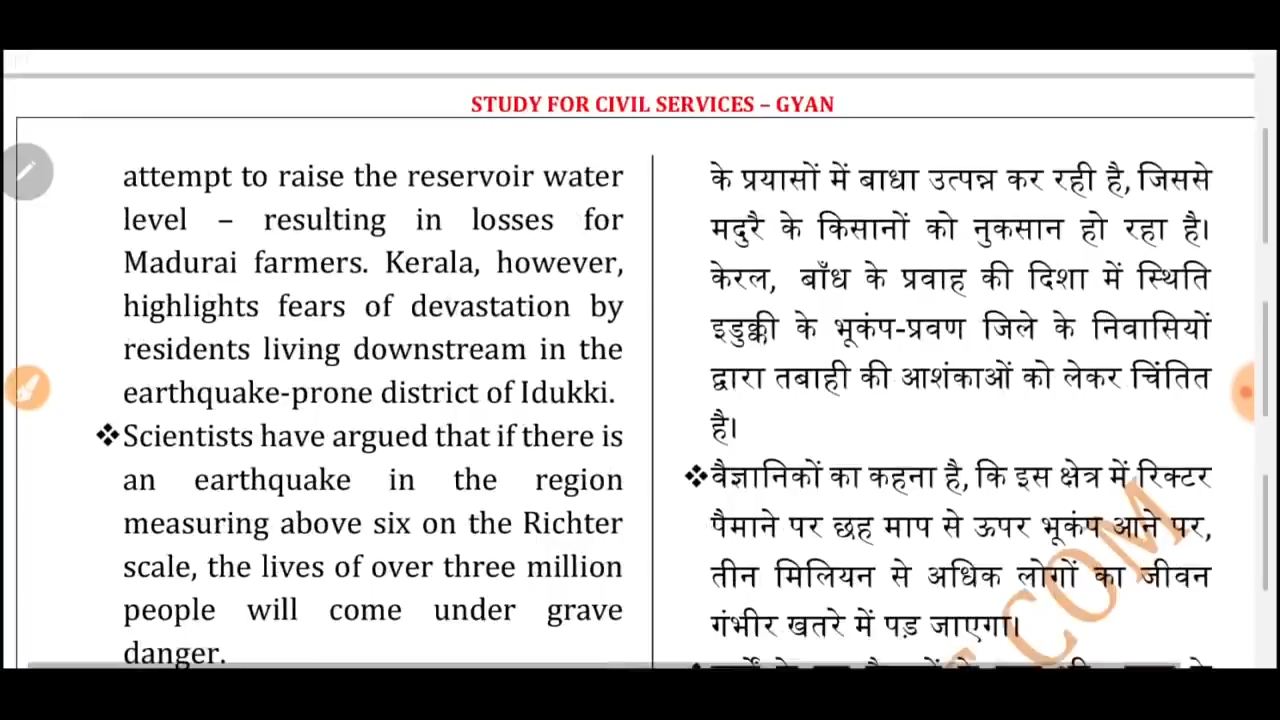 STUDY FOR CIVIL SERVICES – GYAN
attempt to raise the reservoir water
level – resulting in losses for
Madurai farmers. Kerala, however,
highlights fears of devastation by
residents living downstream in the
earthquake-prone district of Idukki.
❖Scientists have argued that if there is
an earthquake in the region
measuring above six on the Richter
scale, the lives of over three million
people will come under grave
danger.
के प्रयासों में बाधा उत्पन्न कर रही है, जिससे
मदुरै के किसानों को नुकसान हो रहा है।
केरल, बाँध के प्रवाह की दिशा में स्थिति
इडुक्की के भूकंप-प्रवण जिले के निवासियों
द्वारा तबाही की आशंकाओं को लेकर चिंतित
है।
❖वैज्ञानिकों का कहना है, कि इस क्षेत्र में रिक्टर
पैमाने पर छह माप से ऊपर भूकंप आने पर,
तीन मिलियन से अधिक लोगों का जीवन
गंभीर खतरे में पड़ जाएगा।
COM